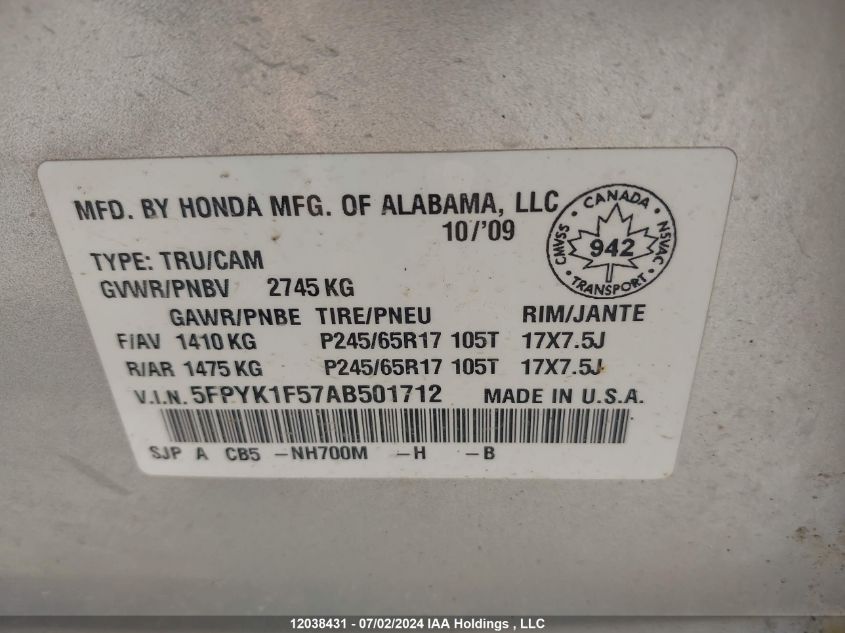 MFD. BY HONDA MFG. OF ALABAMA, LLC
10/'09
CANADA
CMVSS
942
NSVAC
TRANSPORT
TYPE: TRU/CAM
GVWR/PNBV 2745 KG
GAWR/PNBE TIRE/PNEU RIM/JANTE
F/AV 1410 KG P245/65R17 105T 17X7.5J
R/AR 1475 KG P245/65R17 105T 17X7.5J
V.I.N. 5FPYK1F57AB501712 MADE IN U.S.A.
SJP A CB5 -NH700M -H -B
12038431 - 07/02/2024 IAA Holdings , LLC